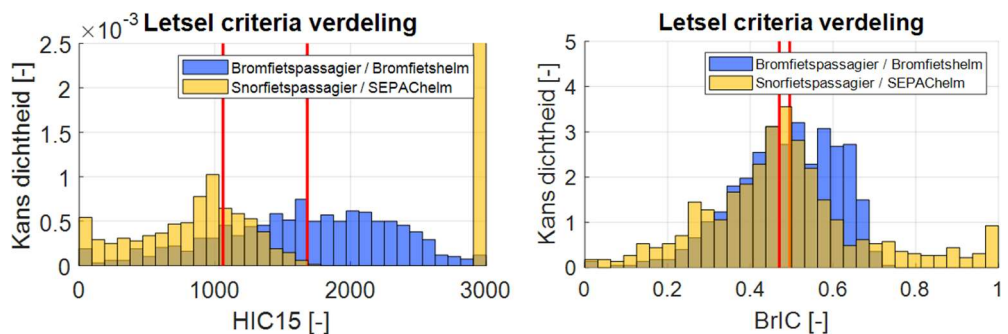 Letsel criteria verdeling
×10⁻³
2.5
2
1.5
1
0.5
0
Kans dichtheid [-]
Bromfietspassagier / Bromfietshelm
Snorfietspassagier / SEPAChelm
0 1000 2000 3000
HIC15 [-]
Letsel criteria verdeling
5
4
3
2
1
0
Kans dichtheid [-]
Bromfietspassagier / Bromfietshelm
Snorfietspassagier / SEPAChelm
0 0.2 0.4 0.6 0.8 1
BrIC [-]